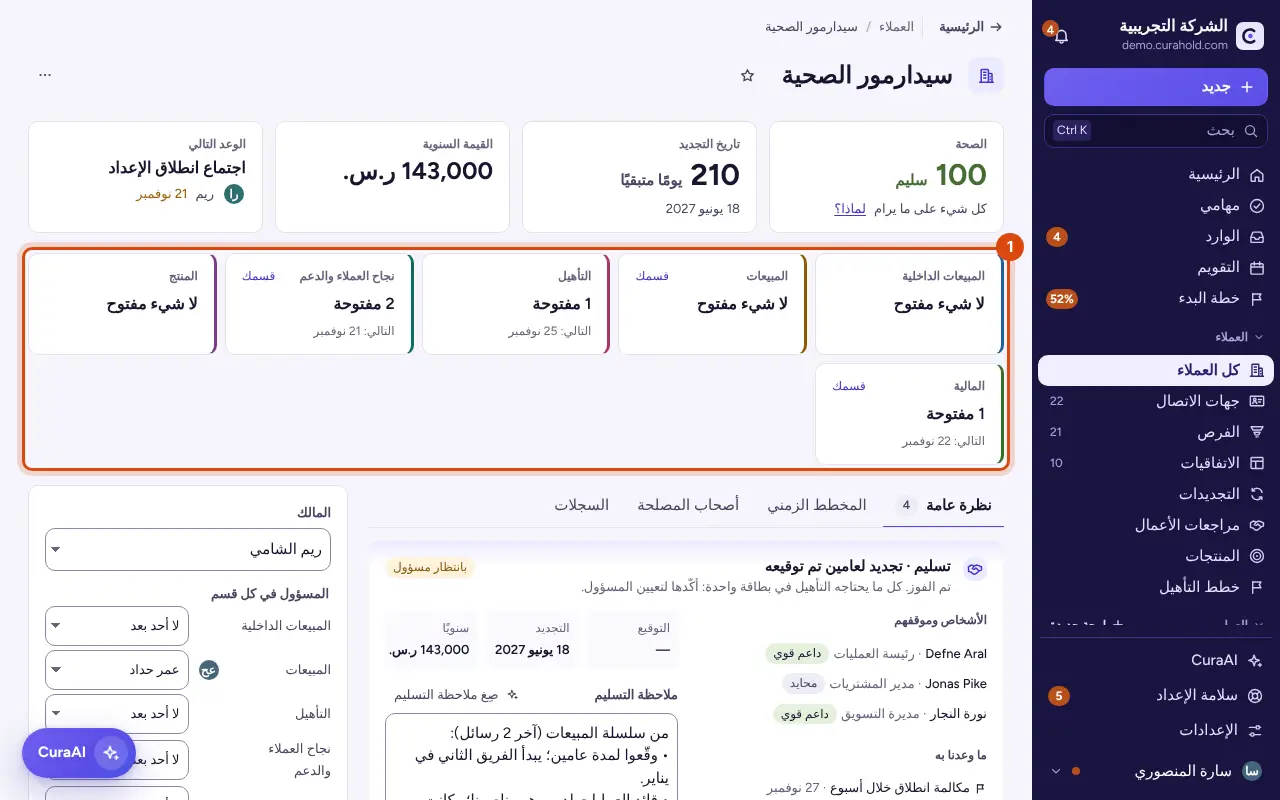 الشركة التجريبية
demo.curahold.com
4
جديد
بحث
Ctrl K
الرئيسية
مهامي
الوارد
4
التقويم
خطة البدء
52%
العملاء
كل العملاء
جهات الاتصال
22
الفرص
21
الاتفاقيات
10
التجديدات
مراجعات الأعمال
المنتجات
خطط التأهيل
CuraAI
سلامة الإعداد
5
الإعدادات
سا
سارة المنصوري
→ الرئيسية
العملاء / سيدارمور الصحية
سيدارمور الصحية
...
الصحة
100 سليم
كل شيء على ما يرام لماذا؟
تاريخ التجديد
210 يومًا متبقيًا
18 يونيو 2027
القيمة السنوية
143,000 ر.س.
الوعد التالي
اجتماع انطلاق الإعداد
را ريم 21 نوفمبر
1
المبيعات الداخلية
لا شيء مفتوح
المبيعات
قسمك
لا شيء مفتوح
التأهيل
1 مفتوحة
التالي: 25 نوفمبر
نجاح العملاء والدعم
قسمك
2 مفتوحة
التالي: 21 نوفمبر
المنتج
لا شيء مفتوح
المالية
قسمك
1 مفتوحة
التالي: 22 نوفمبر
نظرة عامة 4
المخطط الزمني
أصحاب المصلحة
السجلات
تسليم · تجديد لعامين تم توقيعه
بانتظار مسؤول
تم الفوز. كل ما يحتاجه التأهيل في بطاقة واحدة: أكّدها لتعيين المسؤول.
الأشخاص وموقفهم
Defne Aral · رئيسة العمليات داعم قوي
Jonas Pike · مدير المشتريات محايد
نورة النجار · مديرة التسويق داعم قوي
ما وعدنا به
مكالمة انطلاق خلال أسبوع · 27 نوفمبر
التوقيع
—
التجديد
18 يونيو 2027
سنويًا
143,000 ر.س.
ملاحظة التسليم
صِغ ملاحظة التسليم
من سلسلة المبيعات (آخر 2 رسائل):
• وقّعوا لمدة عامين؛ يبدأ الفريق الثاني في
يناير.
المالك
ريم الشامي
المسؤول في كل قسم
المبيعات الداخلية
لا أحد بعد
المبيعات
عح
عمر حداد
التأهيل
لا أحد بعد
نجاح العملاء
والدعم
لا أحد بعد
CuraAI